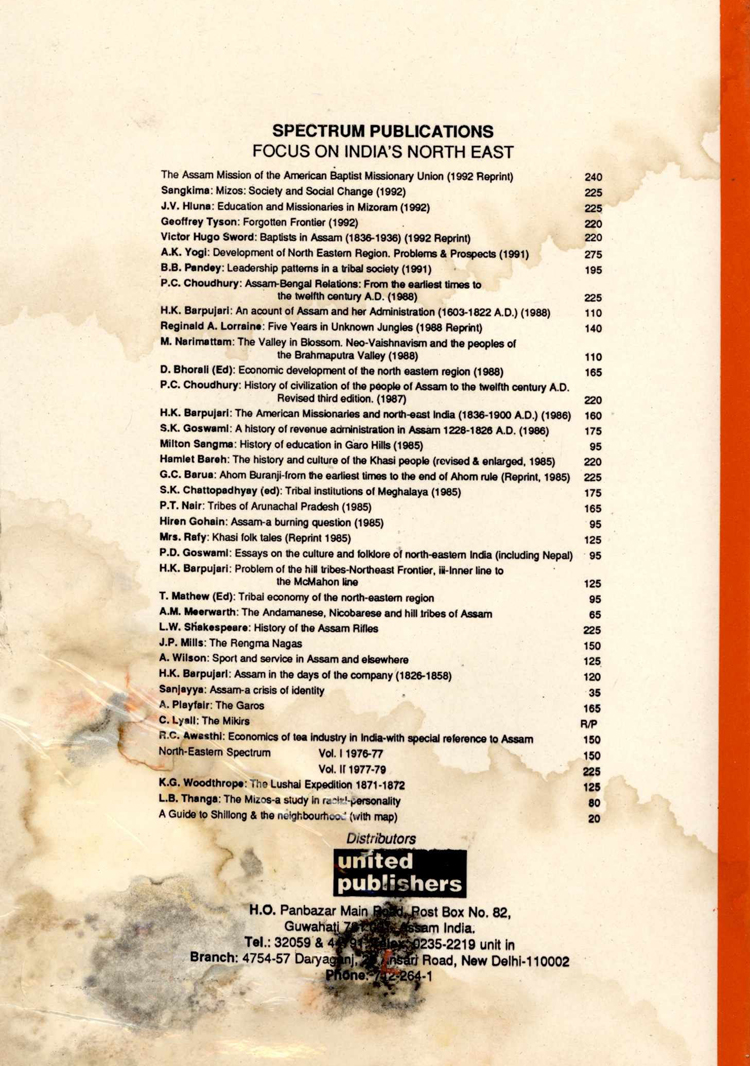 SPECTRUM PUBLICATIONS
FOCUS ON INDIA'S NORTH EAST
The Assam Mission of the American Baptist Missionary Union (1992 Reprint) 240
Sangkima: Mizos: Society and Social Change (1992) 225
J.V. Hluna: Education and Missionaries in Mizoram (1992) 225
Geoffrey Tyson: Forgotten Frontier (1992) 220
Victor Hugo Sword: Baptists in Assam (1836-1936) (1992 Reprint) 220
A.K. Yogi: Development of North Eastern Region. Problems & Prospects (1991) 275
B.B. Pandey: Leadership patterns in a tribal society (1991) 195
P.C. Choudhury: Assam-Bengal Relations: From the earliest times to
the twelfth century A.D. (1988) 225
H.K. Barpujari: An acount of Assam and her Administration (1603-1822 A.D.) (1988) 110
Reginald A. Lorraine: Five Years in Unknown Jungles (1988 Reprint) 140
M. Narimattam: The Valley in Blossom. Neo-Vaishnavism and the peoples of
the Brahmaputra Valley (1988) 110
D. Bhorali (Ed): Economic development of the north eastern region (1988) 165
P.C. Choudhury: History of civilization of the people of Assam to the twelfth century A.D.
Revised third edition. (1987) 220
H.K. Barpujari: The American Missionaries and north-east India (1836-1900 A.D.) (1986) 160
S.K. Goswami: A history of revenue administration in Assam 1228-1826 A.D. (1986) 175
Milton Sangma: History of education in Garo Hills (1985) 95
Hamlet Bareh: The history and culture of the Khasi people (revised & enlarged, 1985) 220
G.C. Barua: Ahom Buranji-from the earliest times to the end of Ahom rule (Reprint, 1985) 225
S.K. Chattopadhyay (ed): Tribal institutions of Meghalaya (1985) 175
P.T. Nair: Tribes of Arunachal Pradesh (1985) 165
Hiren Gohain: Assam-a burning question (1985) 95
Mrs. Rafy: Khasi folk tales (Reprint 1985) 125
P.D. Goswami: Essays on the culture and folklore of north-eastern India (including Nepal) 95
H.K. Barpujari: Problem of the hill tribes-Northeast Frontier, iii-Inner line to
the McMahon line 125
T. Mathew (Ed): Tribal economy of the north-eastern region 95
A.M. Meerwarth: The Andamanese, Nicobarese and hill tribes of Assam 65
L.W. Shakespeare: History of the Assam Rifles 225
J.P. Mills: The Rengma Nagas 150
A. Wilson: Sport and service in Assam and elsewhere 125
H.K. Barpujari: Assam in the days of the company (1826-1858) 120
Sanjayya: Assam-a crisis of identity 35
A. Playfair: The Garos 165
C. Lyall: The Mikirs R/P
R.C. Awasthi: Economics of tea industry in India-with special reference to Assam 150
North-Eastern Spectrum Vol. I 1976-77 150
Vol. II 1977-79 225
K.G. Woodthrope: The Lushai Expedition 1871-1872 125
L.B. Thanga: The Mizos-a study in racial-personality 80
A Guide to Shillong & the neighbourhood (with map) 20
Distributors
united
publishers
H.O. Panbazar Main Road, Post Box No. 82,
Guwahati Assam India.
Tel.: 32059 & 0235-2219 unit in
Branch: 4754-57 Daryaganj, Ansari Road, New Delhi-110002
Phone: 712-264-1